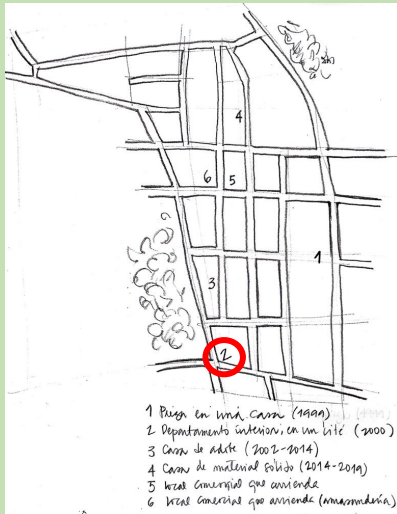 4
6 5
1
3
2
1 Pieza en una casa (1999)
2 Departamento interior, en un cité (2000)
3 Casa de adobe (2002-2014)
4 Casa de material sólido (2014-2019)
5 local comercial que arrienda
6 local comercial que arrienda (amasandería)